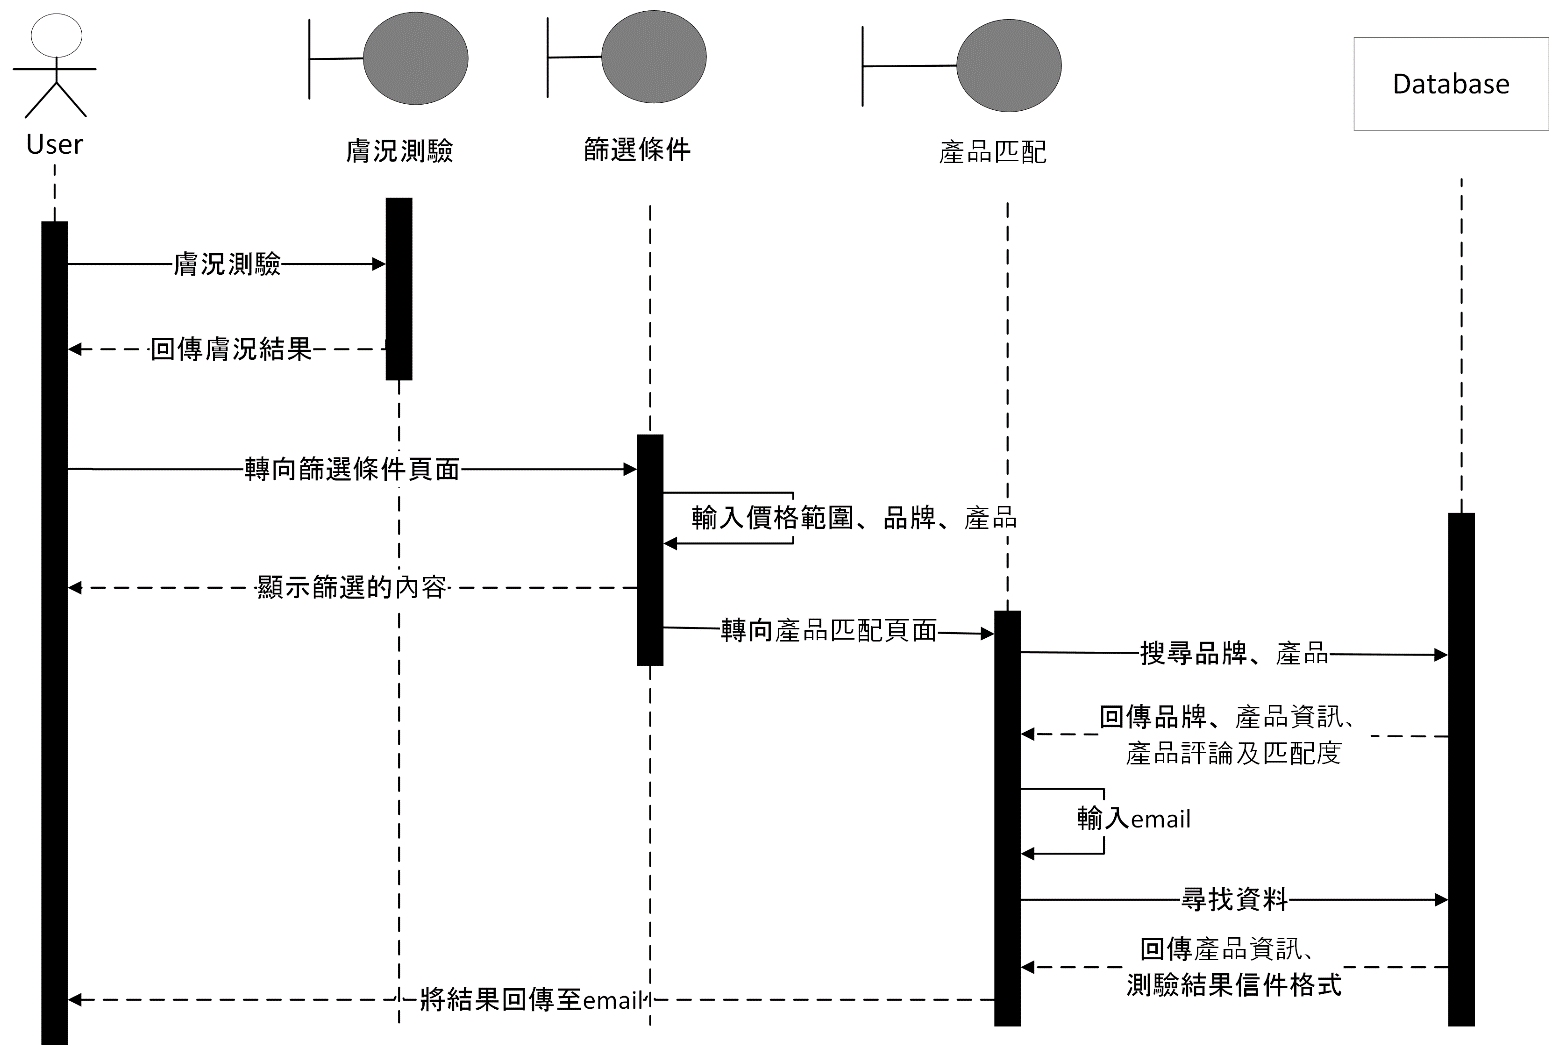 User
膚況測驗
篩選條件
產品匹配
Database
膚況測驗
回傳膚況結果
轉向篩選條件頁面
輸入價格範圍、品牌、產品
顯示篩選的內容
轉向產品匹配頁面
搜尋品牌、產品
回傳品牌、產品資訊、
產品評論及匹配度
輸入email
尋找資料
回傳產品資訊、
測驗結果信件格式
將結果回傳至email